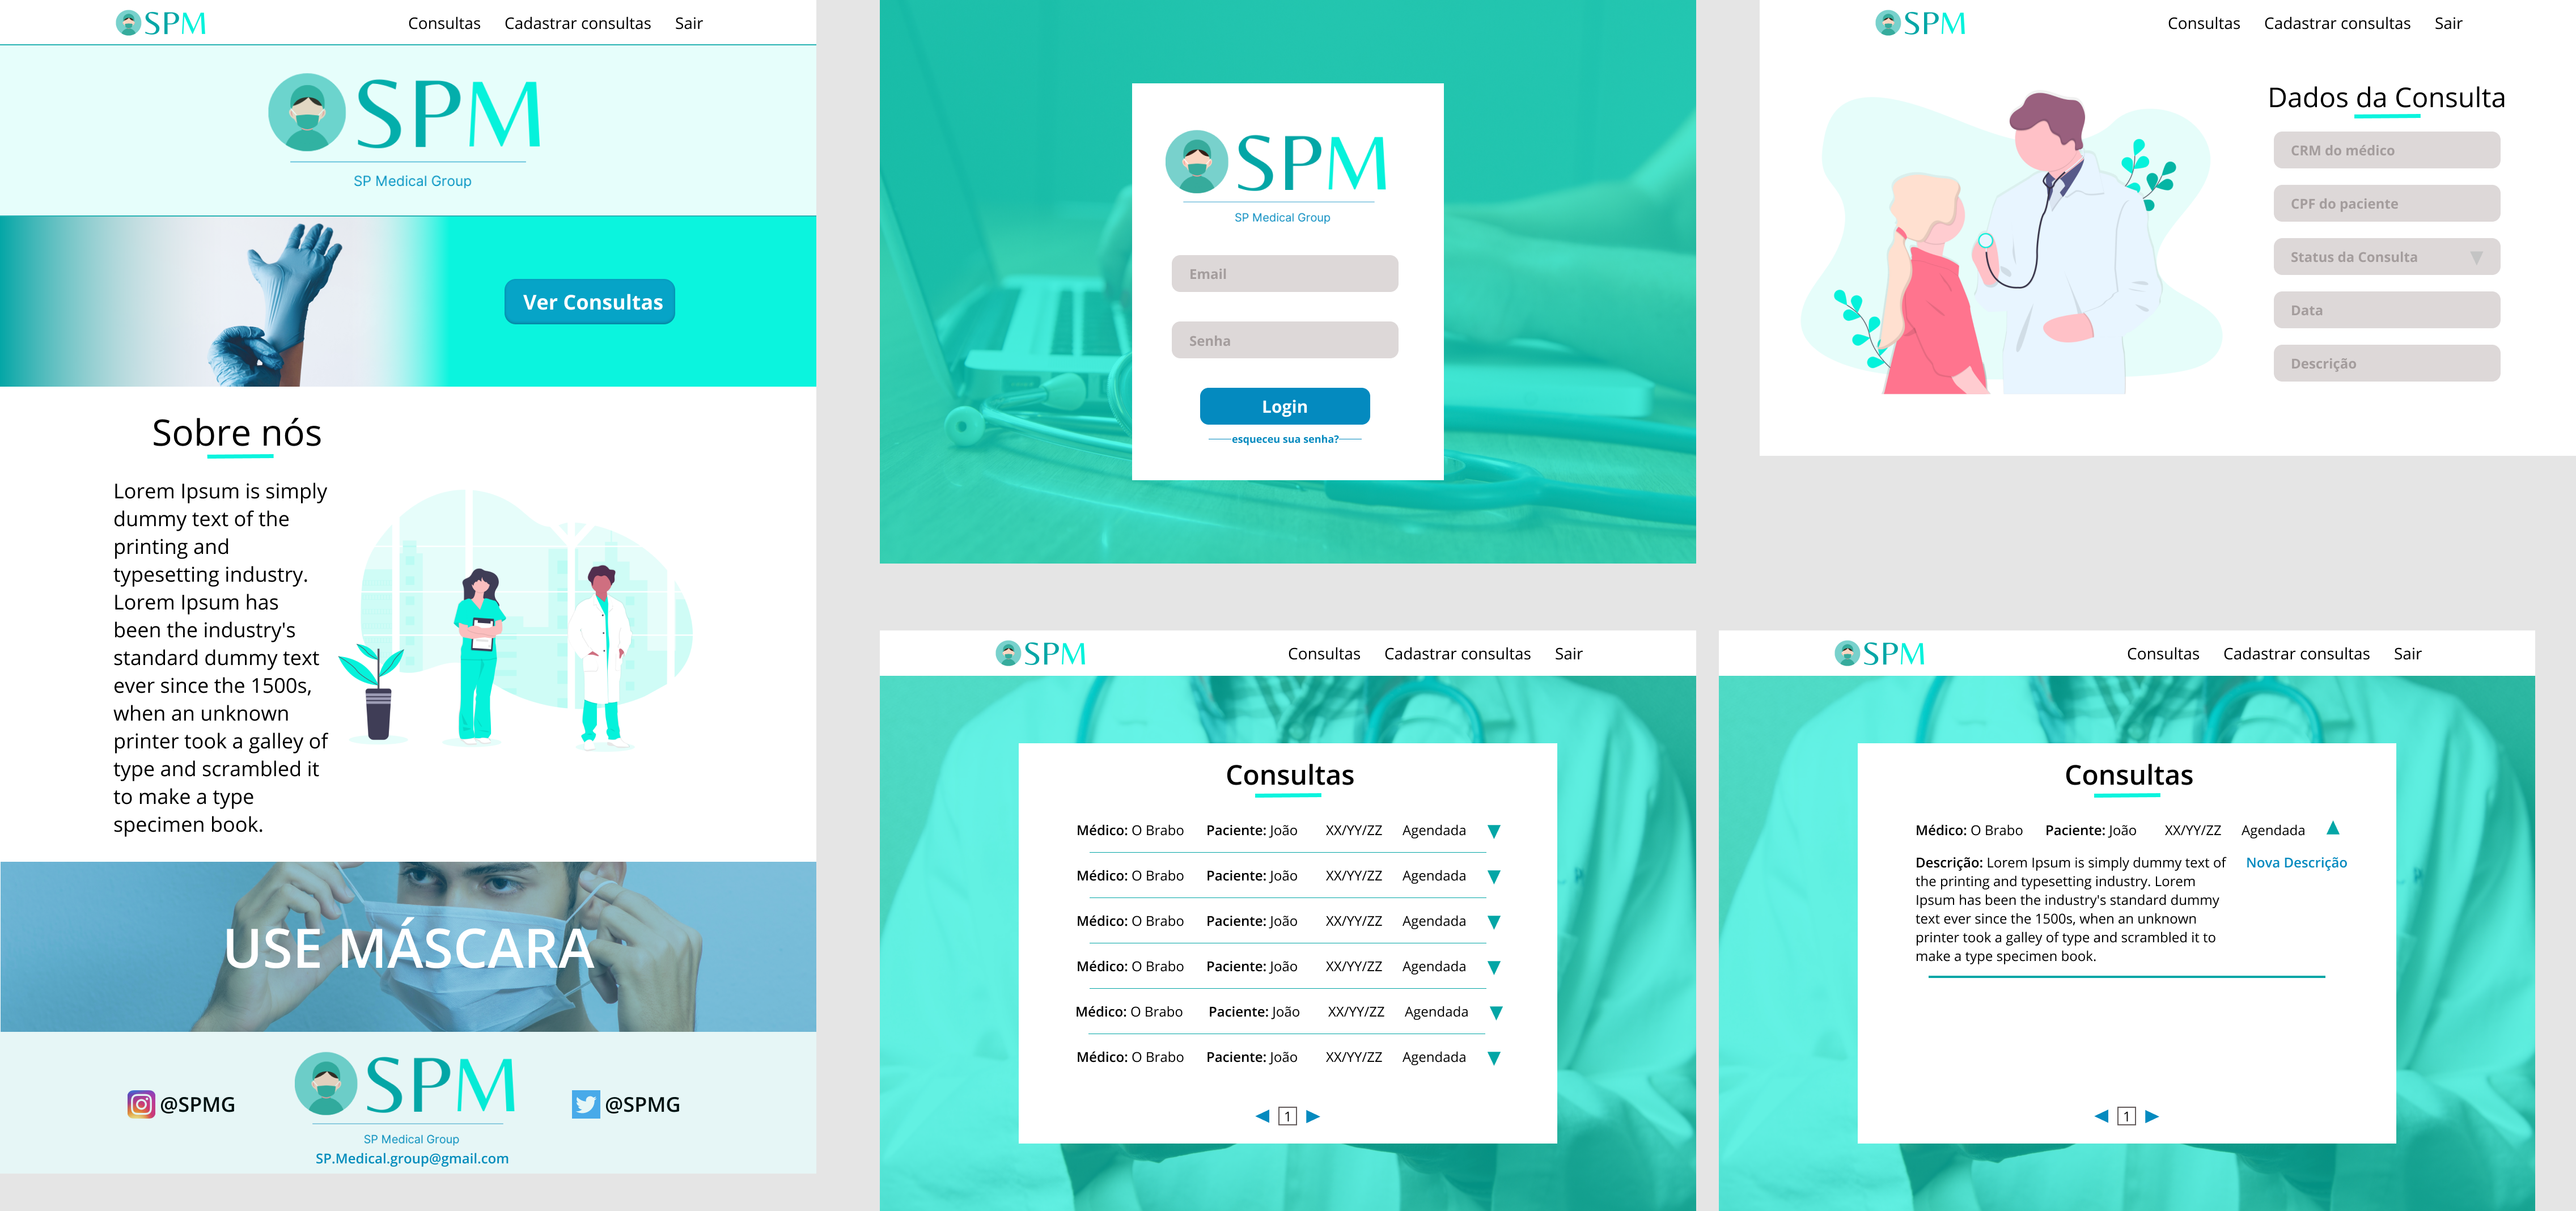 SPM
Consultas Cadastrar consultas Sair
SPM
SP Medical Group
Ver Consultas
Sobre nós
Lorem Ipsum is simply
dummy text of the
printing and
typesetting industry.
Lorem Ipsum has
been the industry's
standard dummy text
ever since the 1500s,
when an unknown
printer took a galley of
type and scrambled it
to make a type
specimen book.
USE MÁSCARA
@SPMG
SPM
SP Medical Group
SP.Medical.group@gmail.com
@SPMG
SPM
SP Medical Group
Email
Senha
Login
esqueceu sua senha?
SPM
Consultas Cadastrar consultas Sair
Dados da Consulta
CRM do médico
CPF do paciente
Status da Consulta
Data
Descrição
SPM
Consultas Cadastrar consultas Sair
Consultas
Médico: O Brabo Paciente: João XX/YY/ZZ Agendada
Médico: O Brabo Paciente: João XX/YY/ZZ Agendada
Médico: O Brabo Paciente: João XX/YY/ZZ Agendada
Médico: O Brabo Paciente: João XX/YY/ZZ Agendada
Médico: O Brabo Paciente: João XX/YY/ZZ Agendada
Médico: O Brabo Paciente: João XX/YY/ZZ Agendada
1
SPM
Consultas Cadastrar consultas Sair
Consultas
Médico: O Brabo Paciente: João XX/YY/ZZ Agendada
Descrição: Lorem Ipsum is simply dummy text of
the printing and typesetting industry. Lorem
Ipsum has been the industry's standard dummy
text ever since the 1500s, when an unknown
printer took a galley of type and scrambled it to
make a type specimen book.
Nova Descrição
1